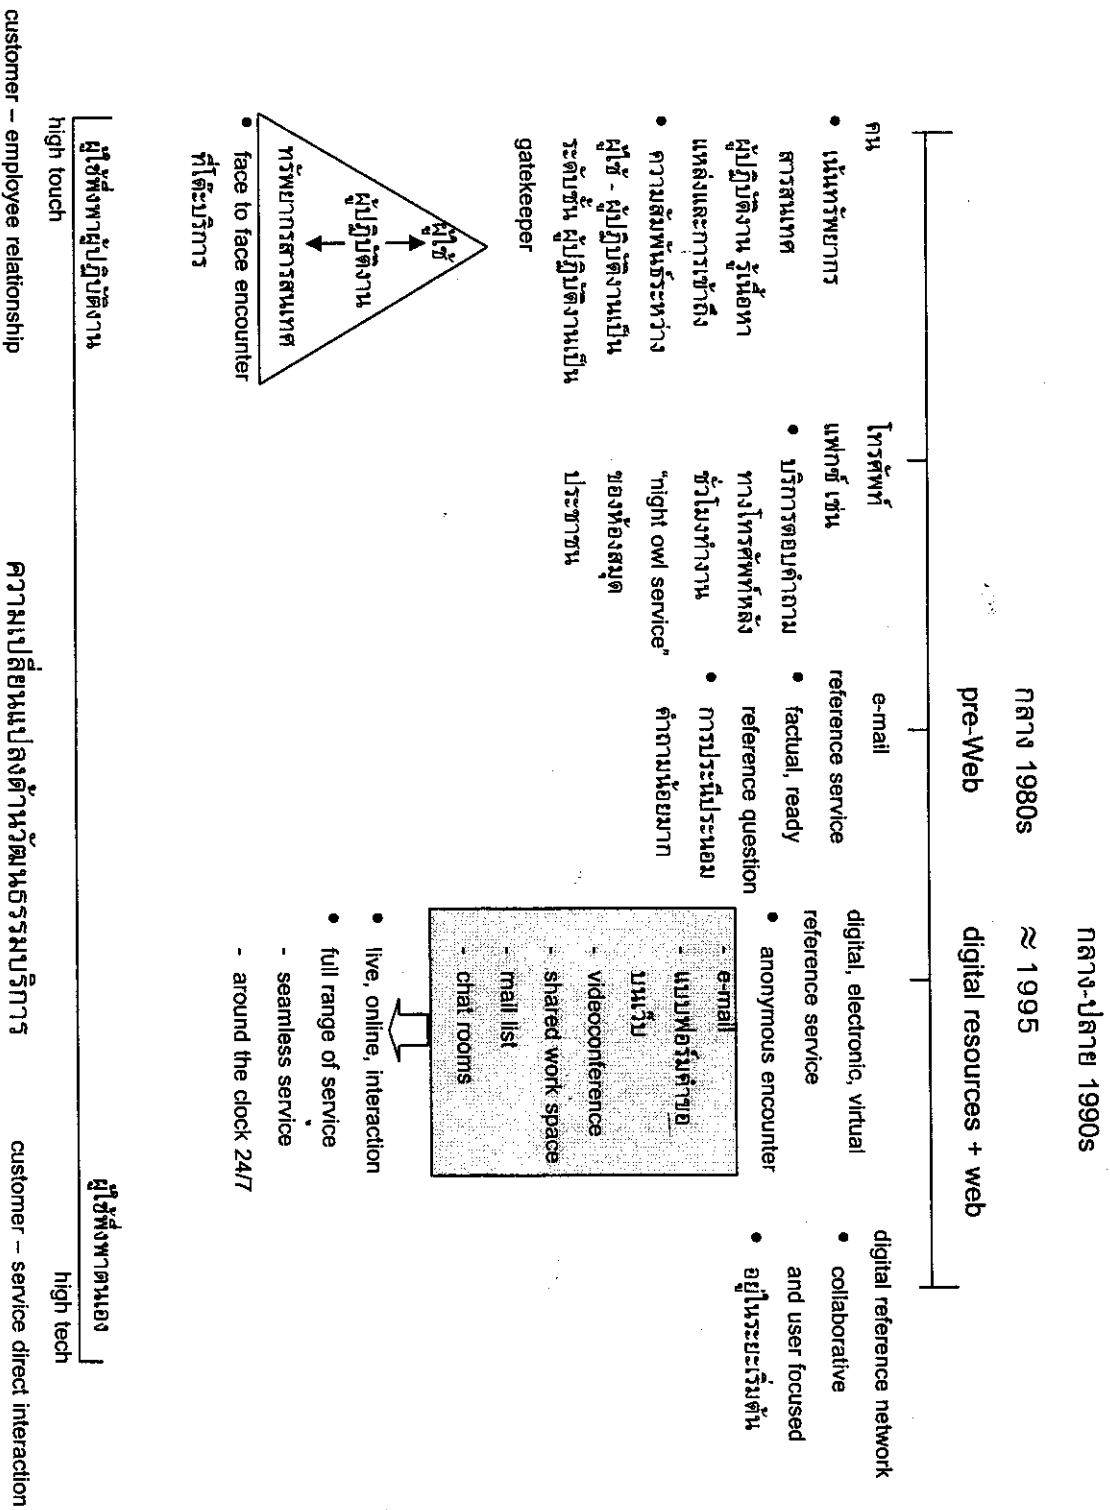 กลาง-ปลาย 1990s
กลาง 1980s
≈ 1995
pre-Web
digital resources + web
คน
• เน้นทรัพยากร
สารสนเทศ
ผู้ปฏิบัติงาน รู้เนื้อหา
แหล่งและการเข้าถึง
• ความสัมพันธ์ระหว่าง
ผู้ใช้ - ผู้ปฏิบัติงานเป็น
ระดับชั้น ผู้ปฏิบัติงานเป็น
gatekeeper
ผู้ใช้
ผู้ปฏิบัติงาน
ทรัพยากรสารสนเทศ
• face to face encounter
ที่โต๊ะบริการ
โทรศัพท์
แฟกซ์ เช่น
• บริการตอบคำถาม
ทางโทรศัพท์หลัง
ชั่วโมงทำงาน
“night owl service”
ของห้องสมุด
ประชาชน
e-mail
reference service
• factual, ready
reference question
• การประนีประนอม
คำถามน้อยมาก
digital, electronic, virtual
reference service
• anonymous encounter
- e-mail
- แบบฟอร์มคำขอ
บนเว็บ
- videoconference
- shared work space
- mail list
- chat rooms
• live, online, interaction
• full range of service
- seamless service
- around the clock 24/7
digital reference network
• collaborative
and user focused
• อยู่ในระยะเริ่มต้น
ผู้ใช้พึ่งพาผู้ปฏิบัติงาน
ผู้ใช้พึ่งพาตนเอง
high touch
high tech
customer – employee relationship
ความเปลี่ยนแปลงด้านวัฒนธรรมบริการ
customer – service direct interaction